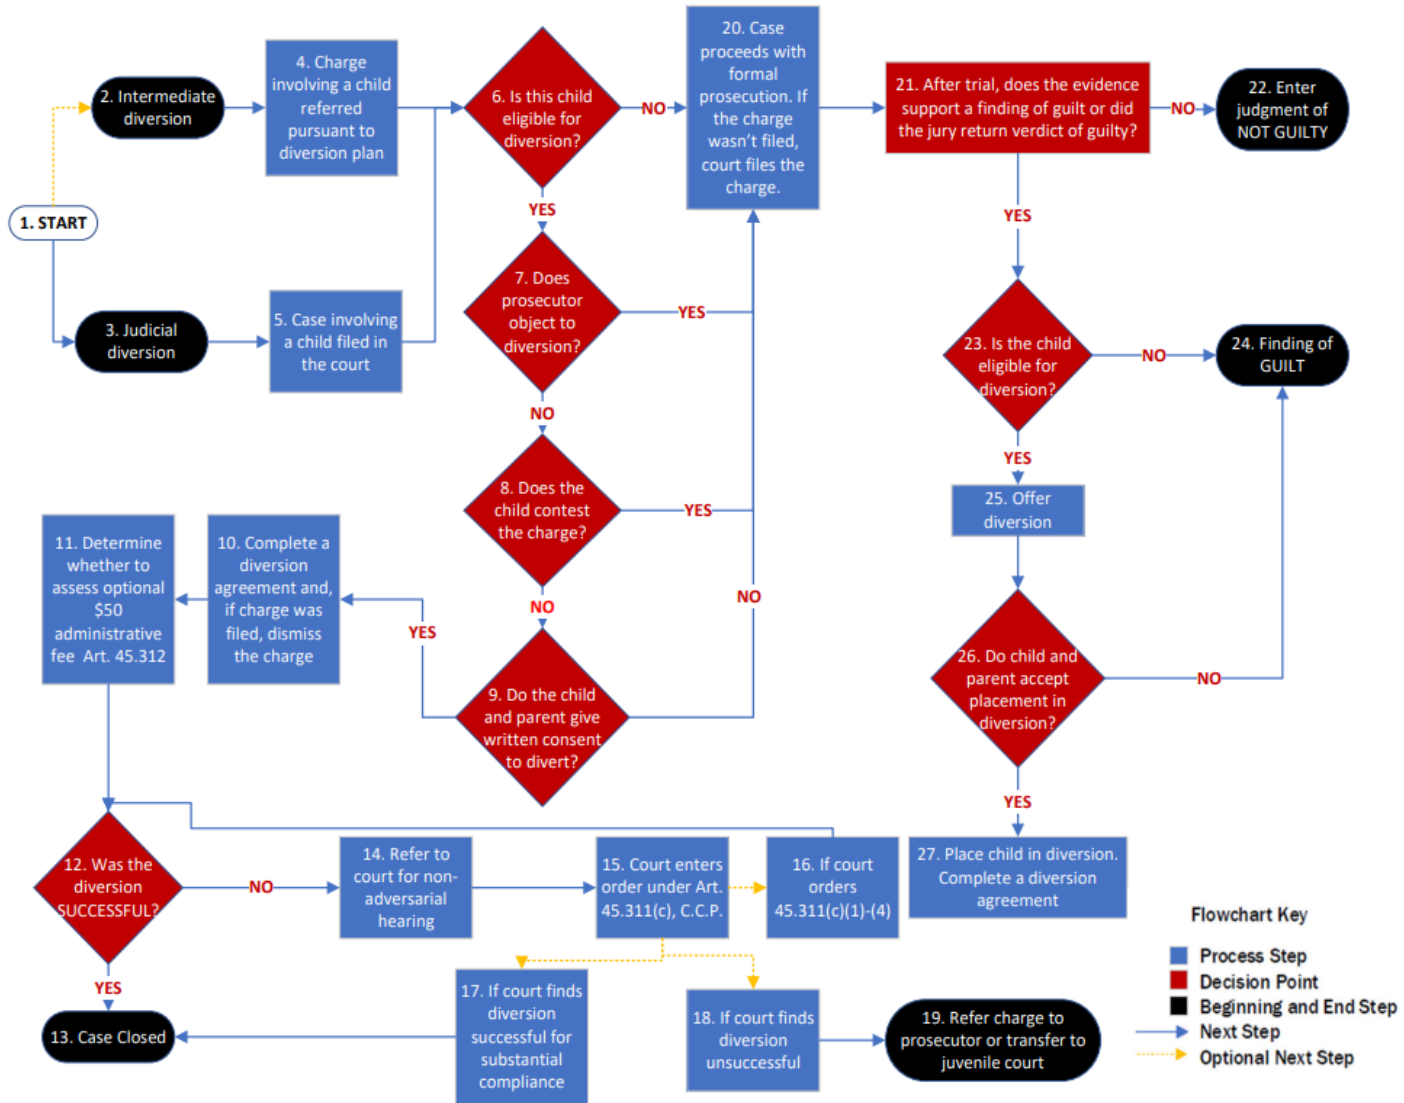 1. START
2. Intermediate
diversion
3. Judicial
diversion
4. Charge
involving a child
referred
pursuant to
diversion plan
5. Case involving
a child filed in
the court
6. Is this child
eligible for
diversion?
NO
YES
7. Does
prosecutor
object to
diversion?
YES
NO
8. Does the
child contest
the charge?
YES
NO
9. Do the child
and parent give
written consent
to divert?
YES
NO
10. Complete a
diversion
agreement and,
if charge was
filed, dismiss
the charge
11. Determine
whether to
assess optional
$50
administrative
fee Art. 45.312
12. Was the
diversion
SUCCESSFUL?
NO
YES
13. Case Closed
14. Refer to
court for non-
adversarial
hearing
15. Court enters
order under Art.
45.311(c), C.C.P.
16. If court
orders
45.311(c)(1)-(4)
17. If court finds
diversion
successful for
substantial
compliance
18. If court finds
diversion
unsuccessful
19. Refer charge to
prosecutor or transfer to
juvenile court
20. Case
proceeds with
formal
prosecution. If
the charge
wasn't filed,
court files the
charge.
21. After trial, does the evidence
support a finding of guilt or did
the jury return verdict of guilty?
NO
YES
22. Enter
judgment of
NOT GUILTY
23. Is the child
eligible for
diversion?
NO
YES
24. Finding of
GUILT
25. Offer
diversion
26. Do child and
parent accept
placement in
diversion?
NO
YES
27. Place child in diversion.
Complete a diversion
agreement
Flowchart Key
Process Step
Decision Point
Beginning and End Step
Next Step
Optional Next Step